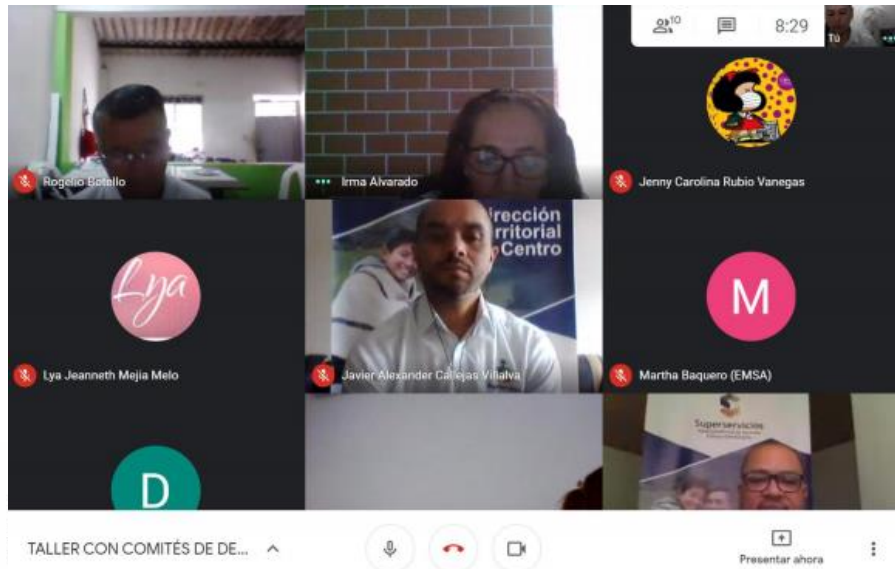 10
8:29
Tú
Rogelio Botello
Irma Alvarado
Jenny Carolina Rubio Vanegas
Lya
Lya Jeanneth Mejia Melo
irección
rritorial
Centro
Javier Alexander Callejas Villalva
M
Martha Baquero (EMSA)
D
Superservicios
TALLER CON COMITÉS DE DE...
Presentar ahora